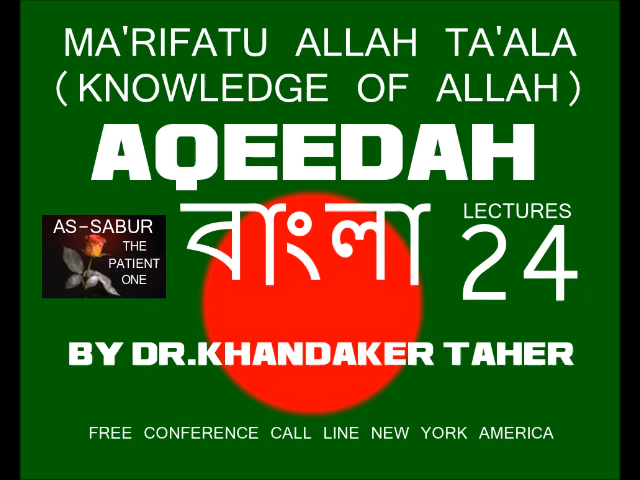 MA'RIFATU ALLAH TA'ALA
(KNOWLEDGE OF ALLAH)
AQEEDAH
বাংলা
LECTURES
24
AS-SABUR
THE
PATIENT
ONE
BY DR.KHANDAKER TAHER
FREE CONFERENCE CALL LINE NEW YORK AMERICA